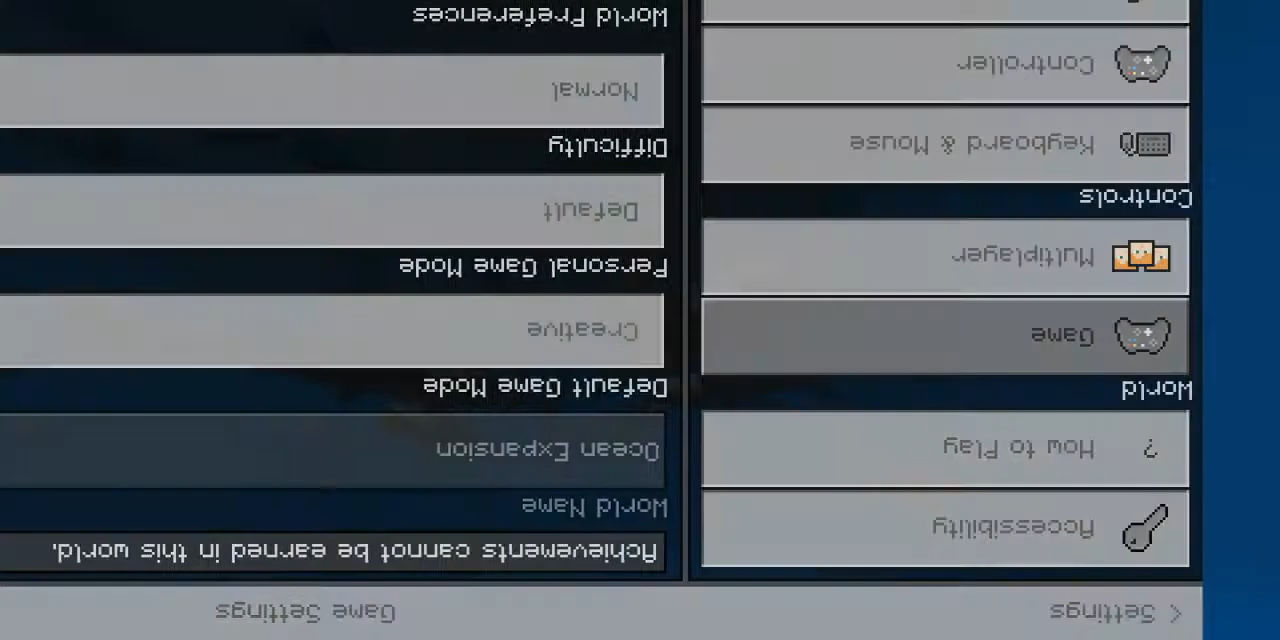 < Settings
Game Settings
Accessibility
? How to Play
World
Game
Multiplayer
Controls
Keyboard & Mouse
Controller
Achievements cannot be earned in this world.
World Name
Ocean Expansion
Default Game Mode
Creative
Personal Game Mode
Default
Difficulty
Normal
World Preferences